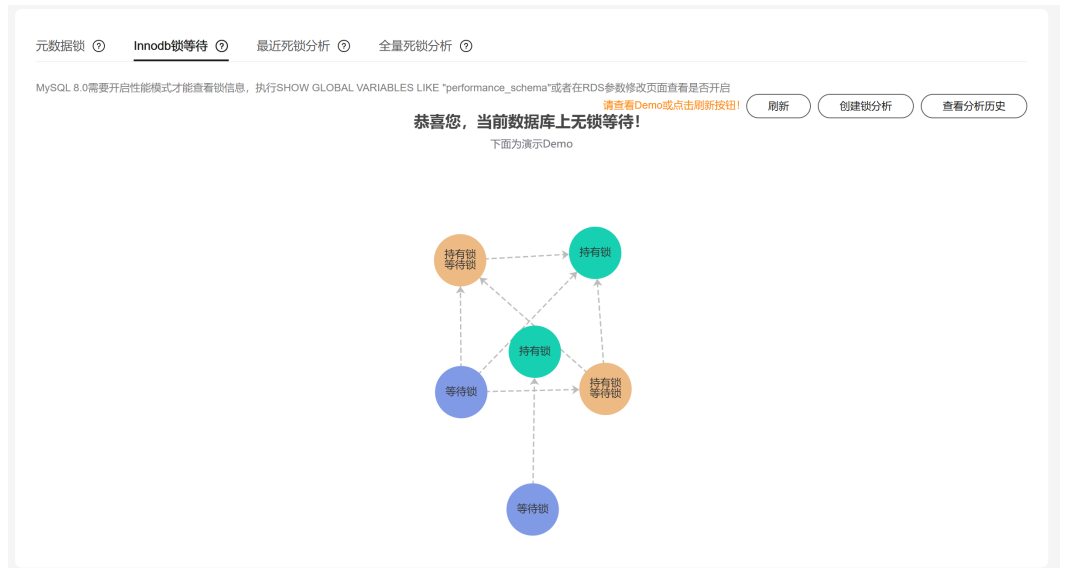 元数据锁 ? Innodb锁等待 ? 最近死锁分析 ? 全量死锁分析 ?
MySQL 8.0需要开启性能模式才能查看锁信息，执行SHOW GLOBAL VARIABLES LIKE "performance_schema"或者在RDS参数修改页面查看是否开启
请查看Demo或点击刷新按钮! 刷新 创建锁分析 查看分析历史
恭喜您，当前数据库上无锁等待！
下面为演示Demo
持有锁
等待锁
持有锁
持有锁
等待锁
持有锁
等待锁
等待锁